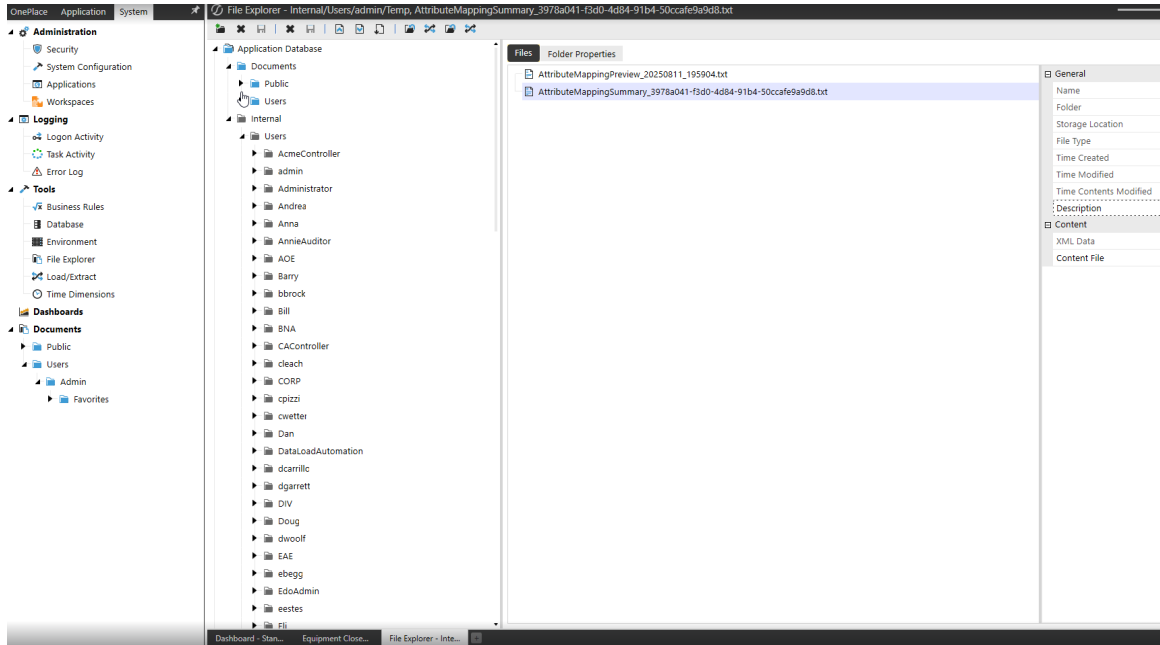 OnePlace Application System
Administration
Security
System Configuration
Applications
Workspaces
Logging
Logon Activity
Task Activity
Error Log
Tools
Business Rules
Database
Environment
File Explorer
Load/Extract
Time Dimensions
Dashboards
Documents
Public
Users
Admin
Favorites
File Explorer - Internal/Users/admin/Temp, AttributeMappingSummary_3978a041-f3d0-4d84-91b4-50ccafe9a9d8.txt
Application Database
Documents
Public
Users
Internal
Users
AcmeController
admin
Administrator
Andrea
Anna
AnnieAuditor
AOE
Barry
bbrock
Bill
BNA
CAController
cleach
CORP
cpizzi
cwetter
Dan
DataLoadAutomation
dcarrillo
dgarrett
DIV
Doug
dwoolf
EAE
ebegg
EdoAdmin
eestes
Eli
Files Folder Properties
AttributeMappingPreview_20250811_195904.txt
AttributeMappingSummary_3978a041-f3d0-4d84-91b4-50ccafe9a9d8.txt
General
Name
Folder
Storage Location
File Type
Time Created
Time Modified
Time Contents Modified
Description
Content
XML Data
Content File
Dashboard - Stan... Equipment Close... File Explorer - Inte...